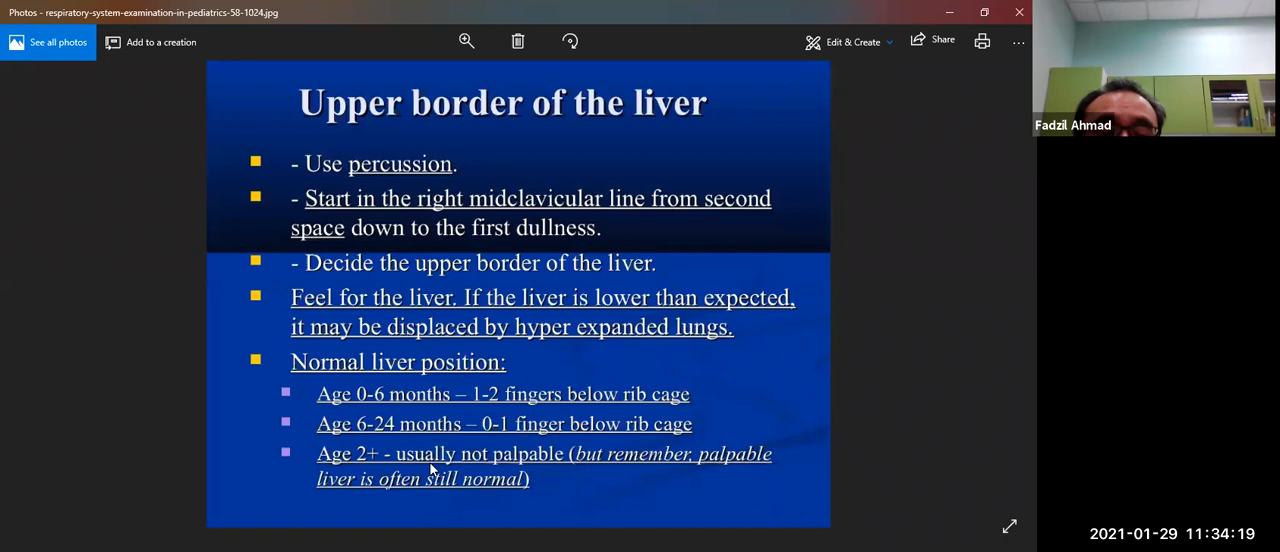 Photos - respiratory-system-examination-in-pediatrics-58-1024.jpg
See all photos
Add to a creation
Edit & Create
Share
Upper border of the liver
- Use percussion.
- Start in the right midclavicular line from second
space down to the first dullness.
- Decide the upper border of the liver.
Feel for the liver. If the liver is lower than expected,
it may be displaced by hyper expanded lungs.
Normal liver position:
Age 0-6 months – 1-2 fingers below rib cage
Age 6-24 months – 0-1 finger below rib cage
Age 2+ - usually not palpable (but remember, palpable
liver is often still normal)
Fadzil Ahmad
2021-01-29 11:34:19